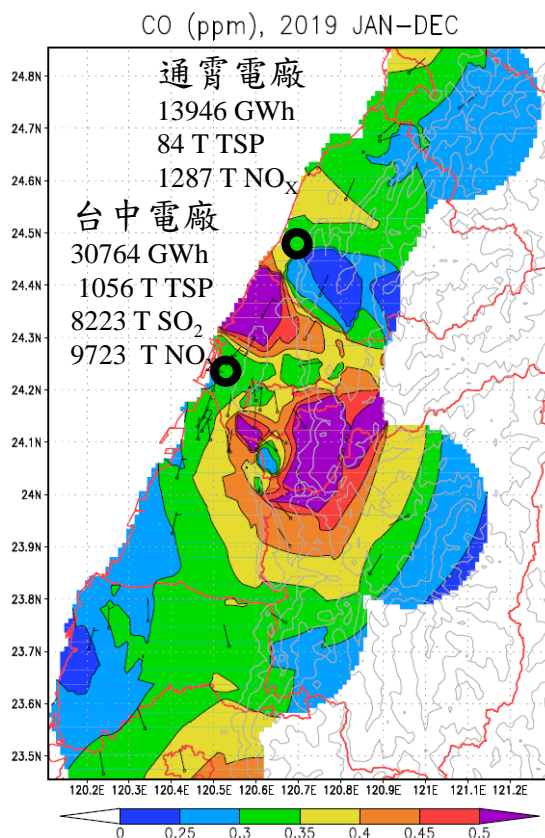 CO (ppm), 2019 JAN-DEC
通霄電廠
13946 GWh
84 T TSP
1287 T NOX
台中電廠
30764 GWh
1056 T TSP
8223 T SO2
9723 T NO
24.8N
24.7N
24.6N
24.5N
24.4N
24.3N
24.2N
24.1N
24N
23.9N
23.8N
23.7N
23.6N
23.5N
120.2E 120.3E 120.4E 120.5E 120.6E 120.7E 120.8E 120.9E 121E 121.1E 121.2E
0 0.25 0.3 0.35 0.4 0.45 0.5